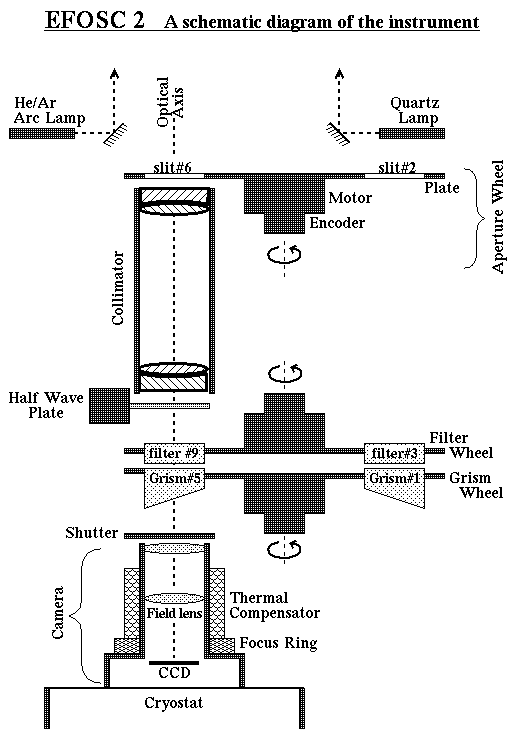 EFOSC 2 A schematic diagram of the instrument
He/Ar
Arc Lamp
Optical
Axis
Quartz
Lamp
slit#6
slit#2
Plate
Motor
Encoder
Aperture Wheel
Collimator
Half Wave
Plate
filter #9
filter#3
Filter
Wheel
Grism#5
Grism#1
Grism
Wheel
Shutter
Camera
Field lens
Thermal
Compensator
Focus Ring
CCD
Cryostat